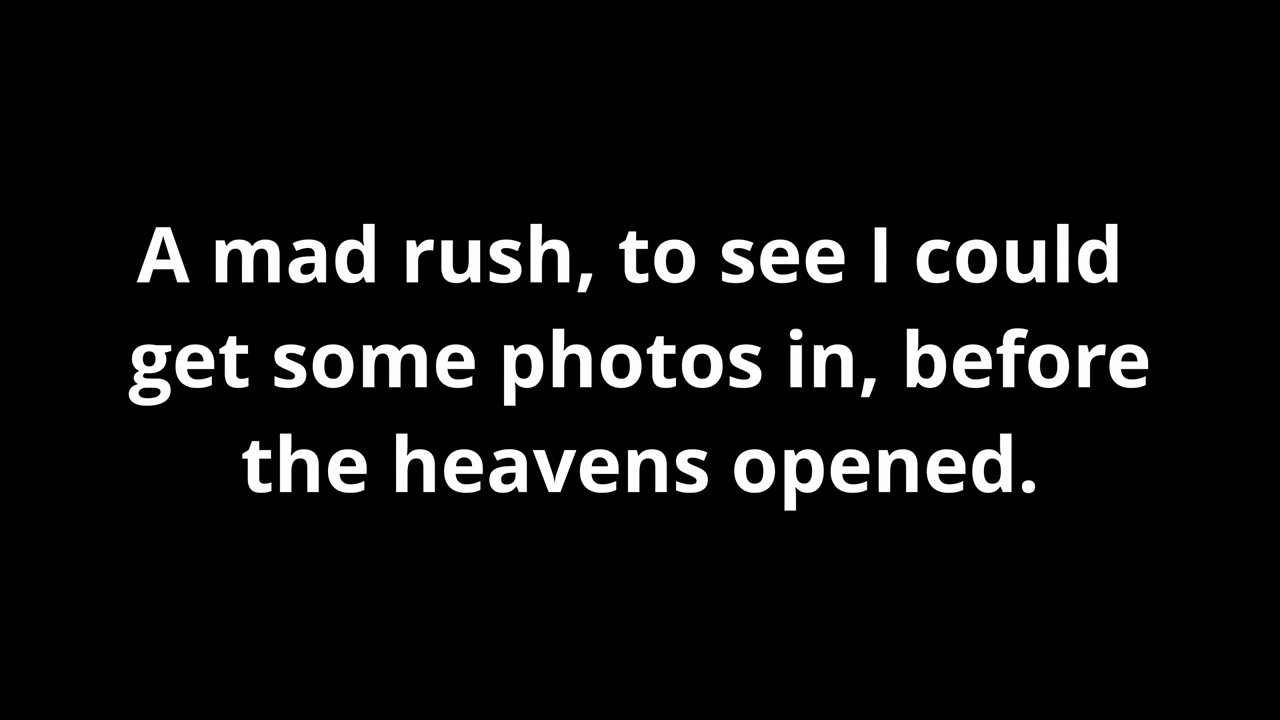 A mad rush, to see I could
get some photos in, before
the heavens opened.